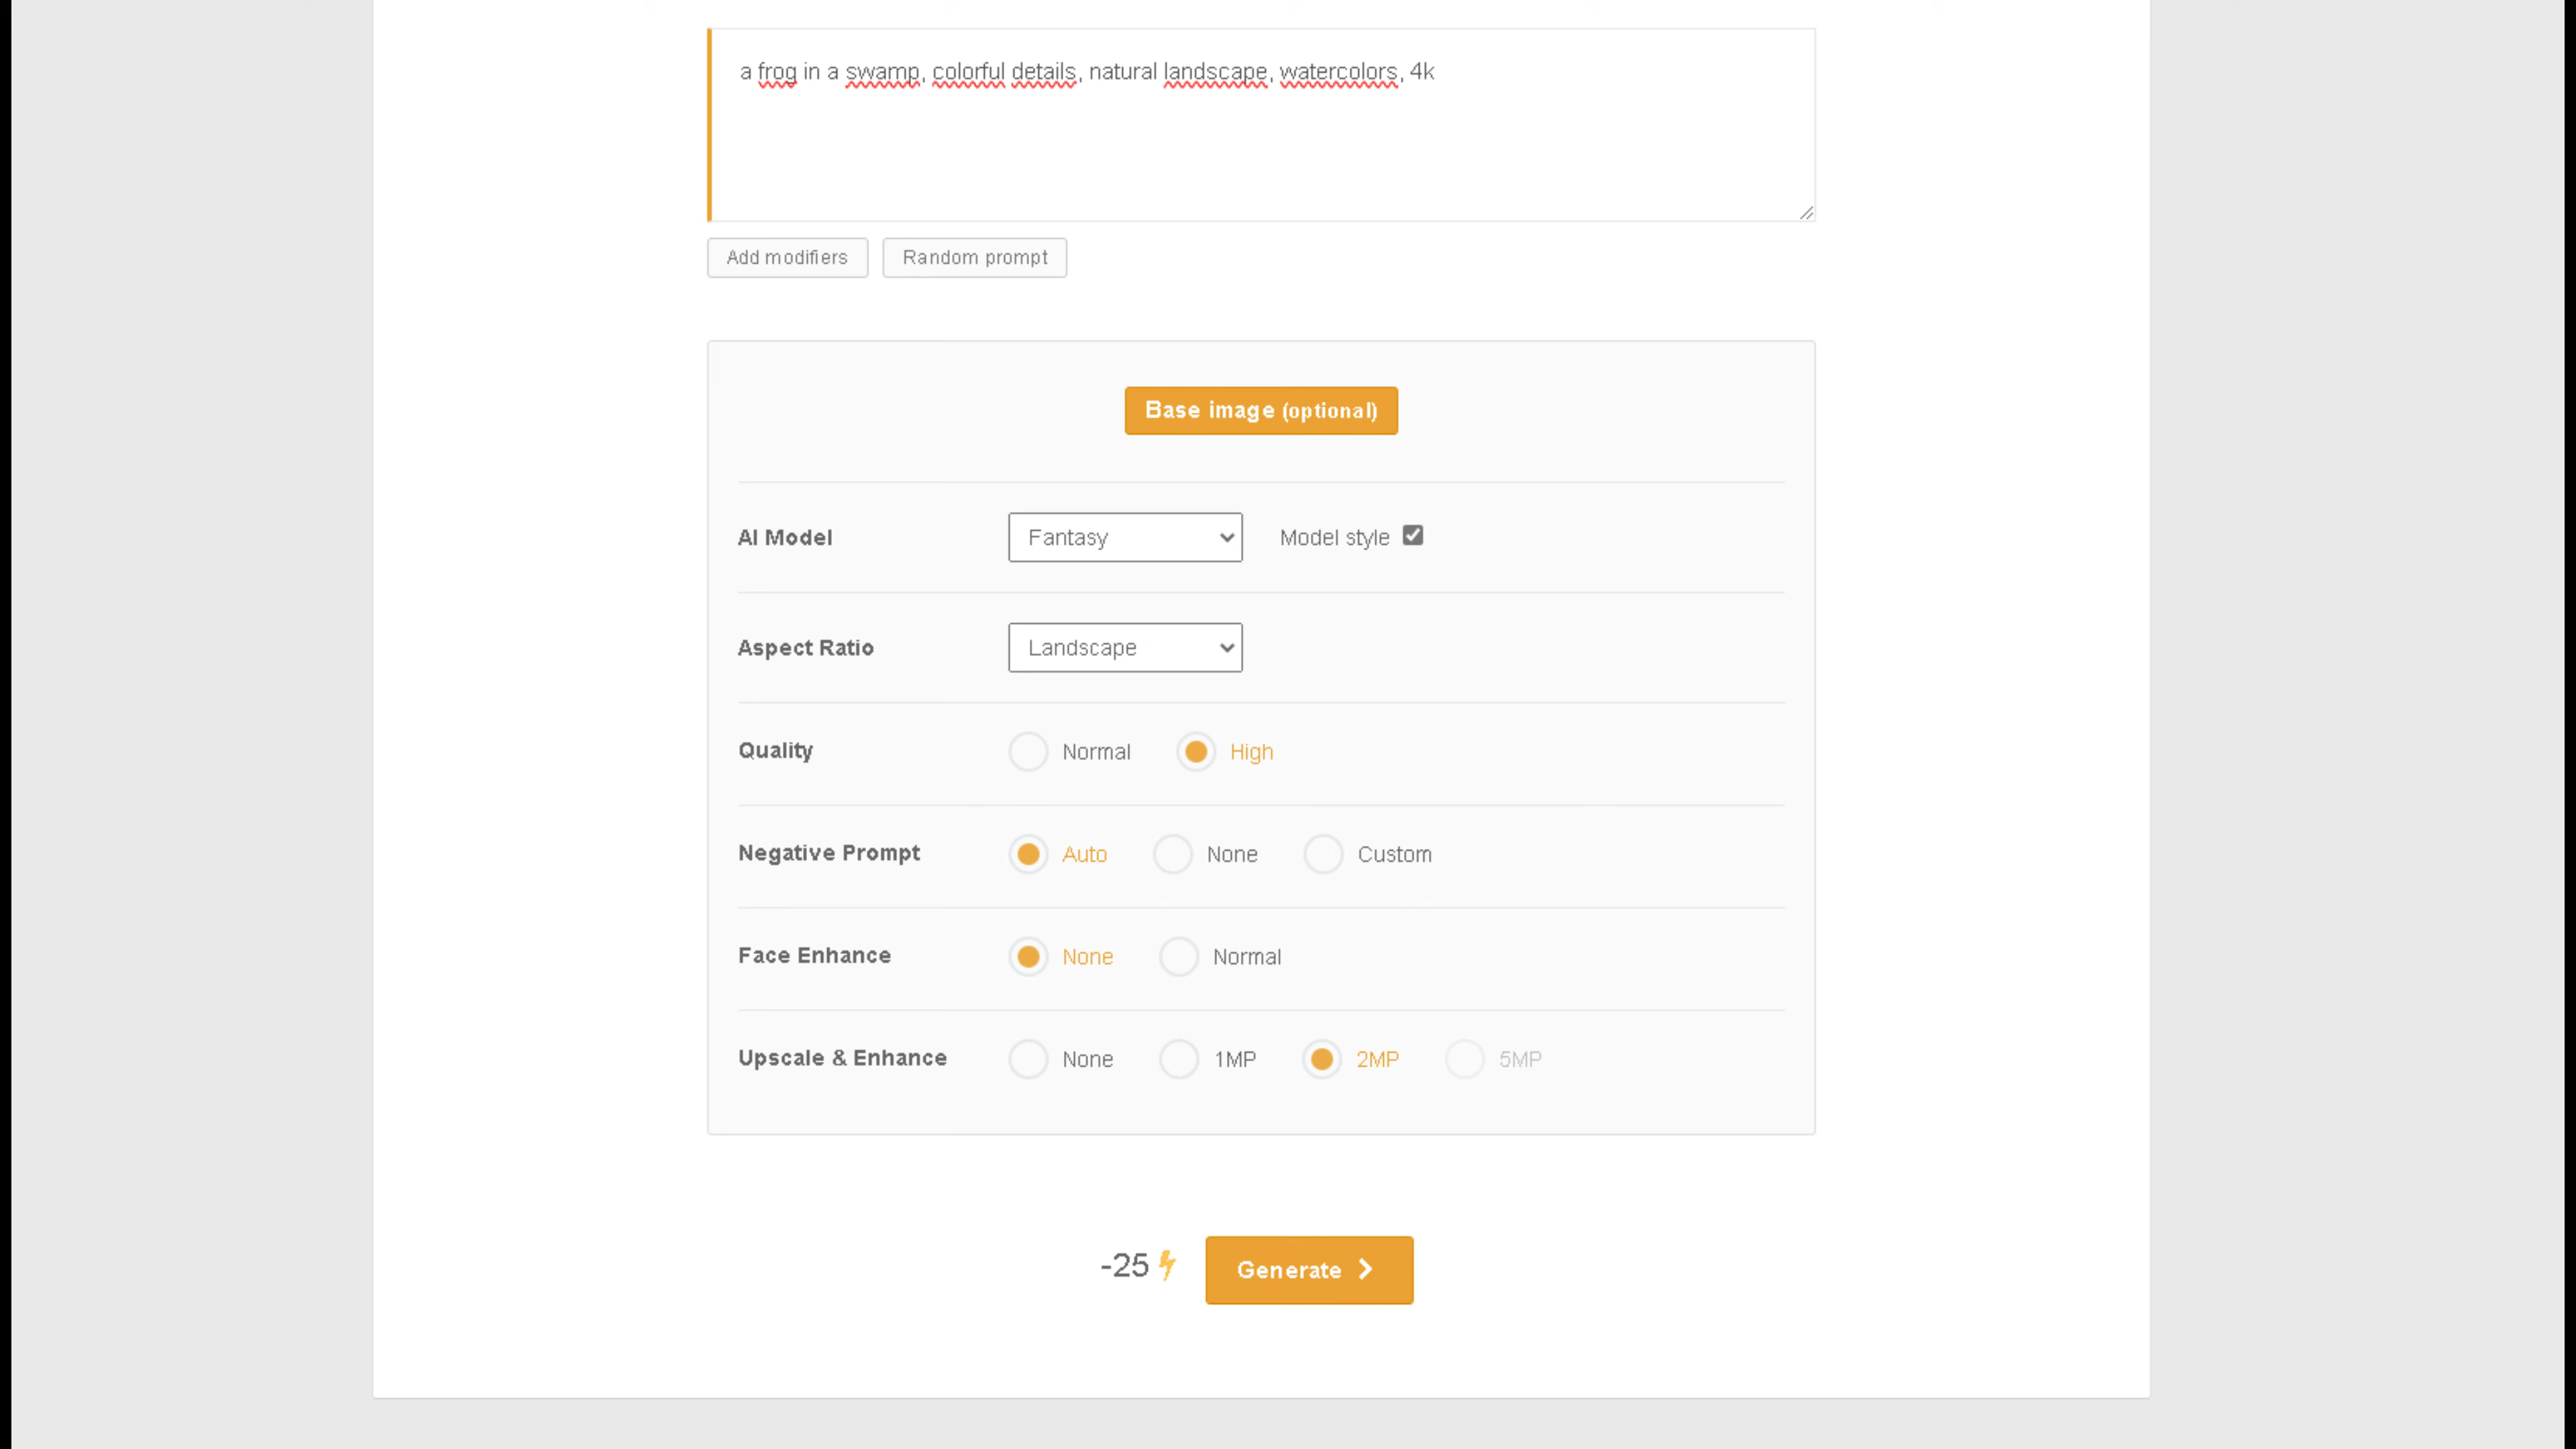 a frog in a swamp, colorful details, natural landscape, watercolors, 4k
Add modifiers Random prompt
Base image (optional)
AI Model Fantasy Model style
Aspect Ratio Landscape
Quality Normal High
Negative Prompt Auto None Custom
Face Enhance None Normal
Upscale & Enhance None 1MP 2MP 5MP
-25 Generate